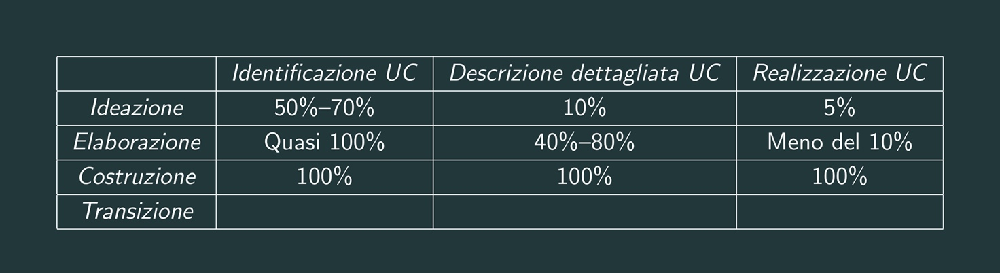 Identificazione UC Descrizione dettagliata UC Realizzazione UC
Ideazione 50%–70% 10% 5%
Elaborazione Quasi 100% 40%–80% Meno del 10%
Costruzione 100% 100% 100%
Transizione